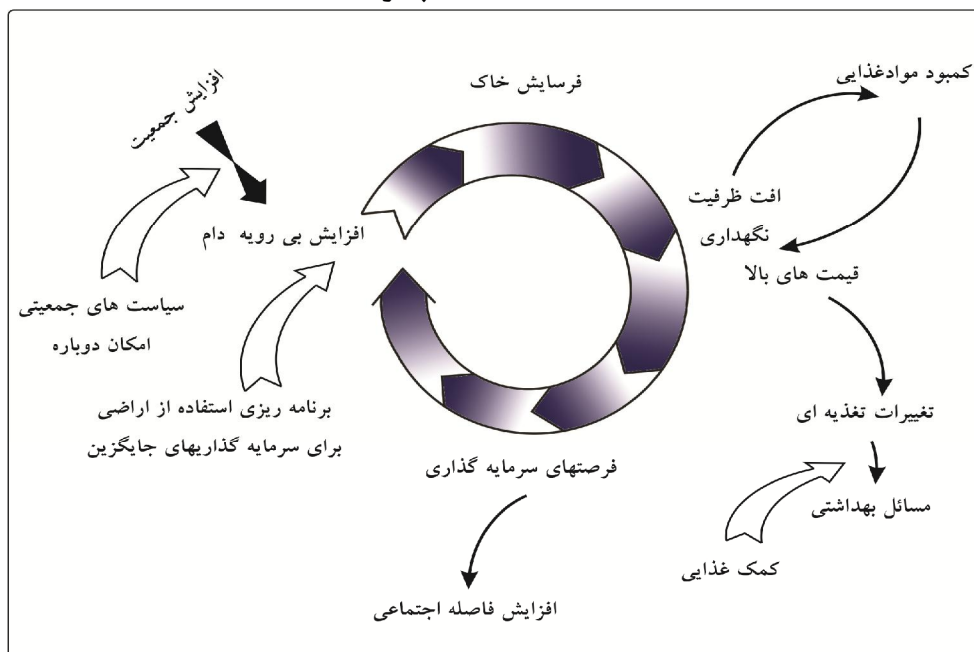 فرسایش خاک
کمبود موادغذایی
افزایش جمعیت
افت ظرفیت
نگهداری
قیمت های بالا
افزایش بی رویه دام
سیاست های جمعیتی
امکان دوباره
برنامه ریزی استفاده از اراضی
برای سرمایه گذاریهای جایگزین
تغییرات تغذیه ای
فرصتهای سرمایه گذاری
مسائل بهداشتی
کمک غذایی
افزایش فاصله اجتماعی